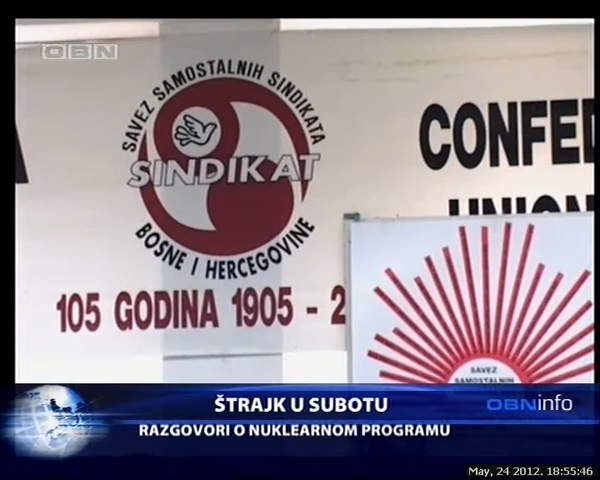 OBN
SAVEZ SAMOSTALNIH SINDIKATA
SINDIKAT
BOSNE I HERCEGOVINE
CONFED
UNION
105 GODINA 1905 - 2
SAVEZ
SAMOSTALNIH
ŠTRAJK U SUBOTU
OBNinfo
RAZGOVORI O NUKLEARNOM PROGRAMU
May, 24 2012. 18:55:46